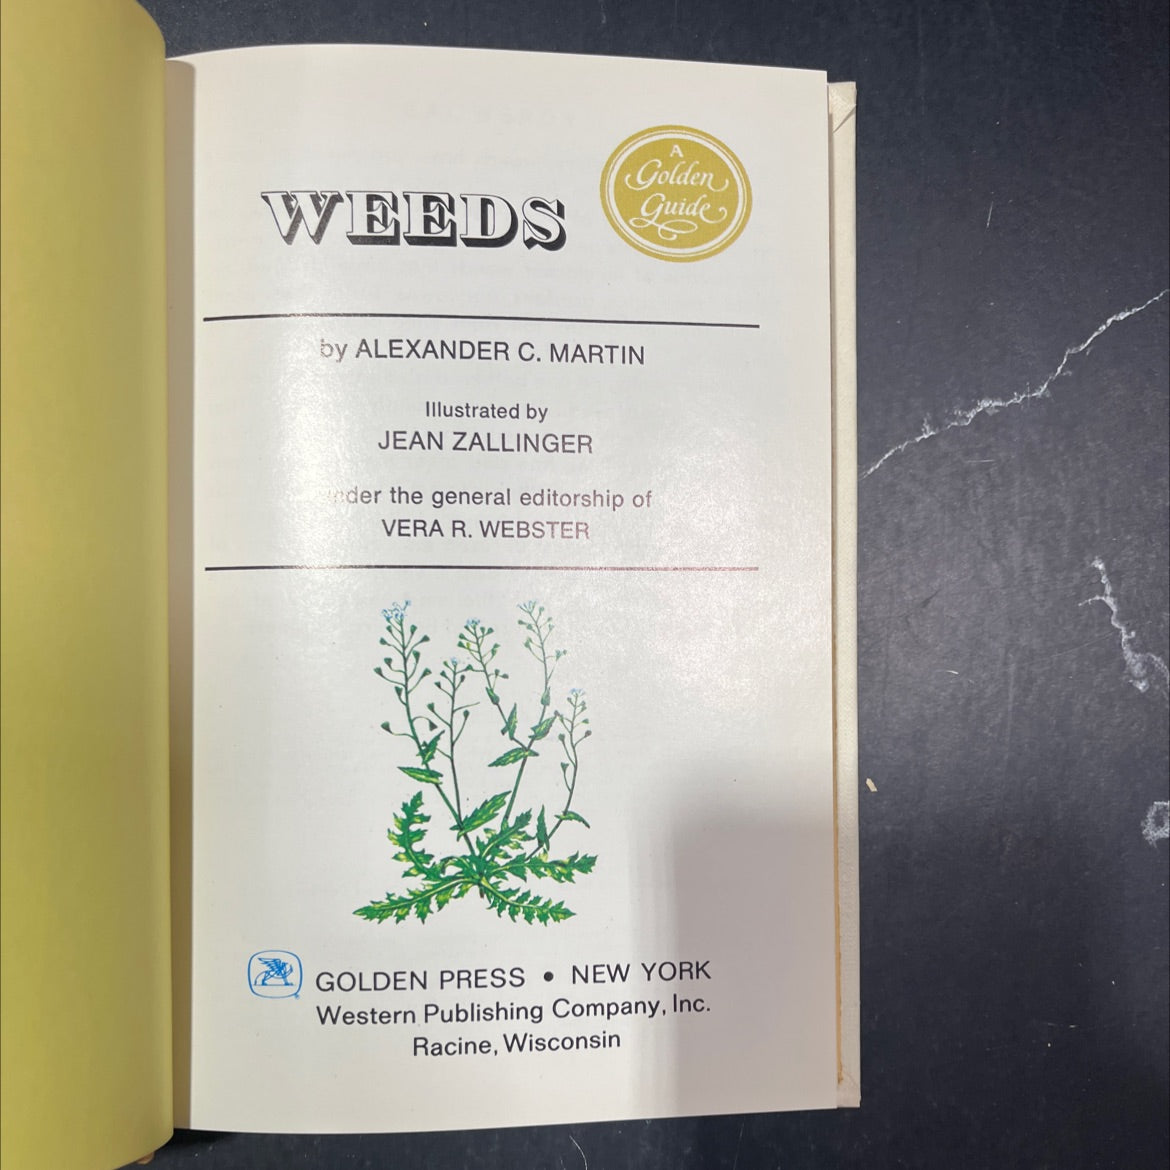 WEEDS
A
Golden
Guide
by ALEXANDER C. MARTIN
Illustrated by
JEAN ZALLINGER
under the general editorship of
VERA R. WEBSTER
GOLDEN PRESS • NEW YORK
Western Publishing Company, Inc.
Racine, Wisconsin